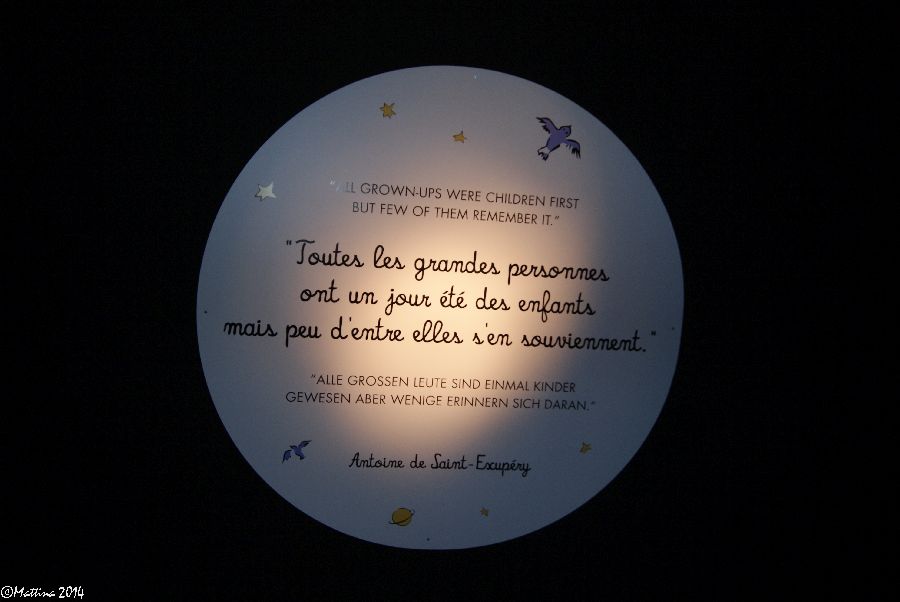 "ALL GROWN-UPS WERE CHILDREN FIRST
BUT FEW OF THEM REMEMBER IT."
"Toutes les grandes personnes
ont un jour été des enfants
mais peu d'entre elles s'en souviennent."
"ALLE GROSSEN LEUTE SIND EINMAL KINDER
GEWESEN ABER WENIGE ERINNERN SICH DARAN."
Antoine de Saint-Exupéry
©Mattina 2014